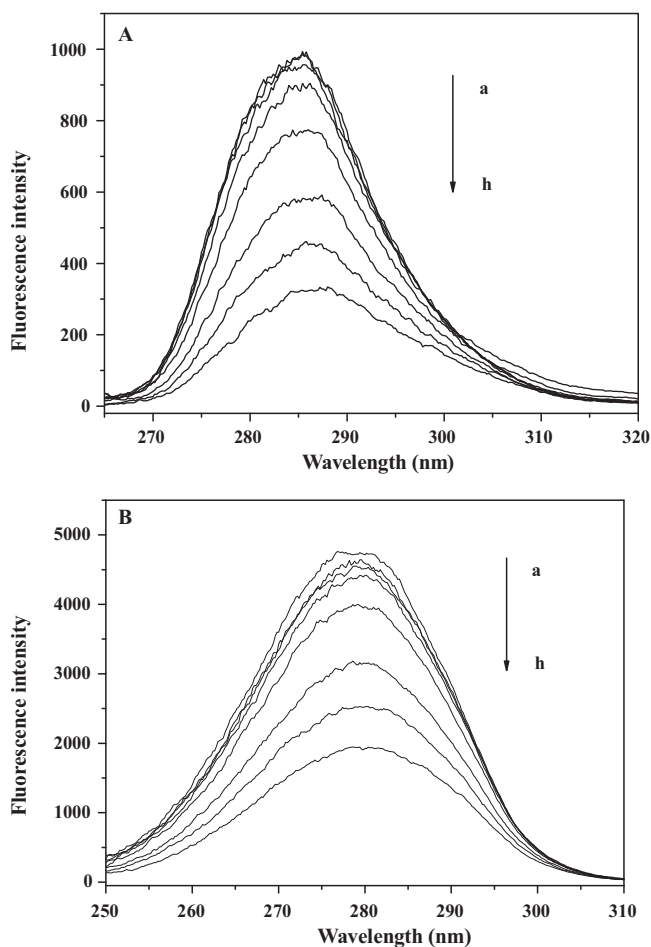 A
1000
800
600
400
200
0
Fluorescence intensity
a
h
270 280 290 300 310 320
Wavelength (nm)
B
5000
4000
3000
2000
1000
0
Fluorescence intensity
a
h
250 260 270 280 290 300 310
Wavelength (nm)